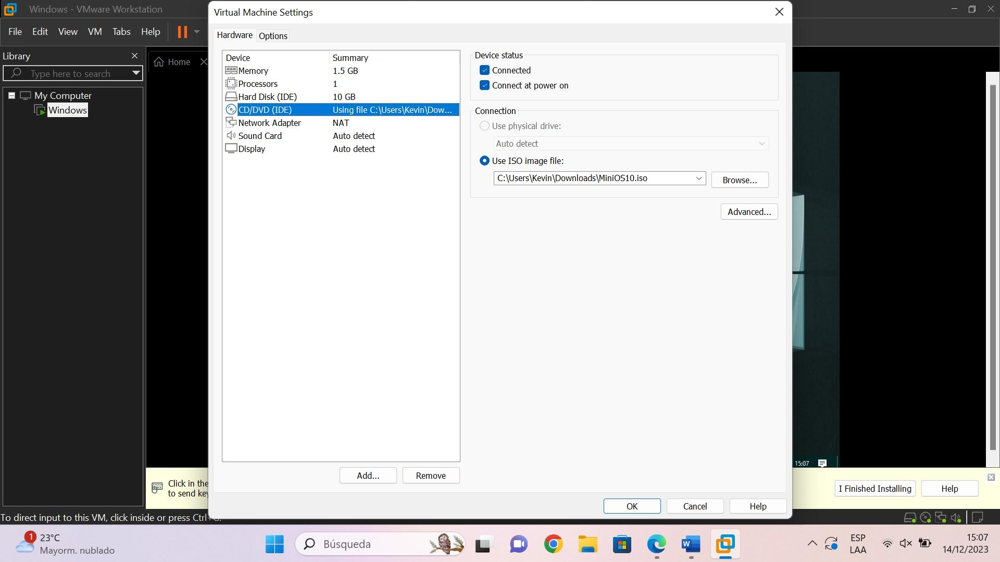 Windows - VMware Workstation
File Edit View VM Tabs Help
Library
Type here to search
My Computer
Windows
Home
Virtual Machine Settings
Hardware Options
Device Summary
Memory 1.5 GB
Processors 1
Hard Disk (IDE) 10 GB
CD/DVD (IDE) Using file C:\Users\Kevin\Dow...
Network Adapter NAT
Sound Card Auto detect
Display Auto detect
Add... Remove
Device status
Connected
Connect at power on
Connection
Use physical drive:
Auto detect
Use ISO image file:
C:\Users\Kevin\Downloads\MiniOS10.iso
Browse...
Advanced...
OK Cancel Help
15:07
Click in the
to send key
I Finished Installing Help
To direct input to this VM, click inside or press Ctrl+G.
1
23°C
Mayorm. nublado
Búsqueda
ESP
LAA
15:07
14/12/2023